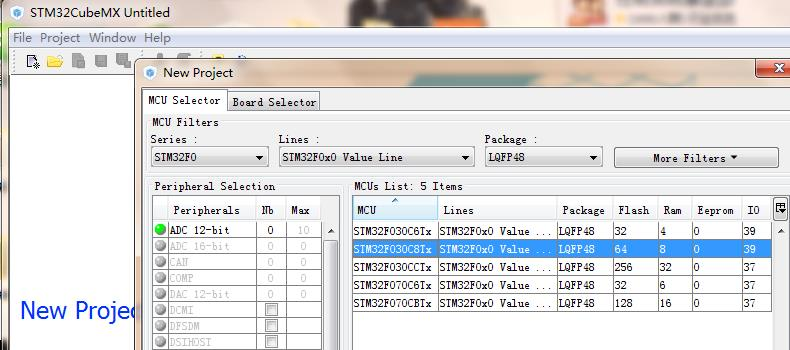 STM32CubeMX Untitled
File Project Window Help
New Project
MCU Selector Board Selector
MCU Filters
Series : Lines : Package :
STM32F0 STM32F0x0 Value Line LQFP48 More Filters
Peripheral Selection MCUs List: 5 Items
Peripherals Nb Max MCU Lines Package Flash Ram Eeprom IO
ADC 12-bit 0 10 STM32F030C6Tx STM32F0x0 Value ... LQFP48 32 4 0 39
ADC 16-bit 0 0 STM32F030C8Tx STM32F0x0 Value ... LQFP48 64 8 0 39
CAN 0 0 STM32F030CCTx STM32F0x0 Value ... LQFP48 256 32 0 37
COMP 0 0 STM32F070C6Tx STM32F0x0 Value ... LQFP48 32 6 0 37
DAC 12-bit 0 0 STM32F070CBTx STM32F0x0 Value ... LQFP48 128 16 0 37
New Projec DCMI
DFSDM
DSIHOST